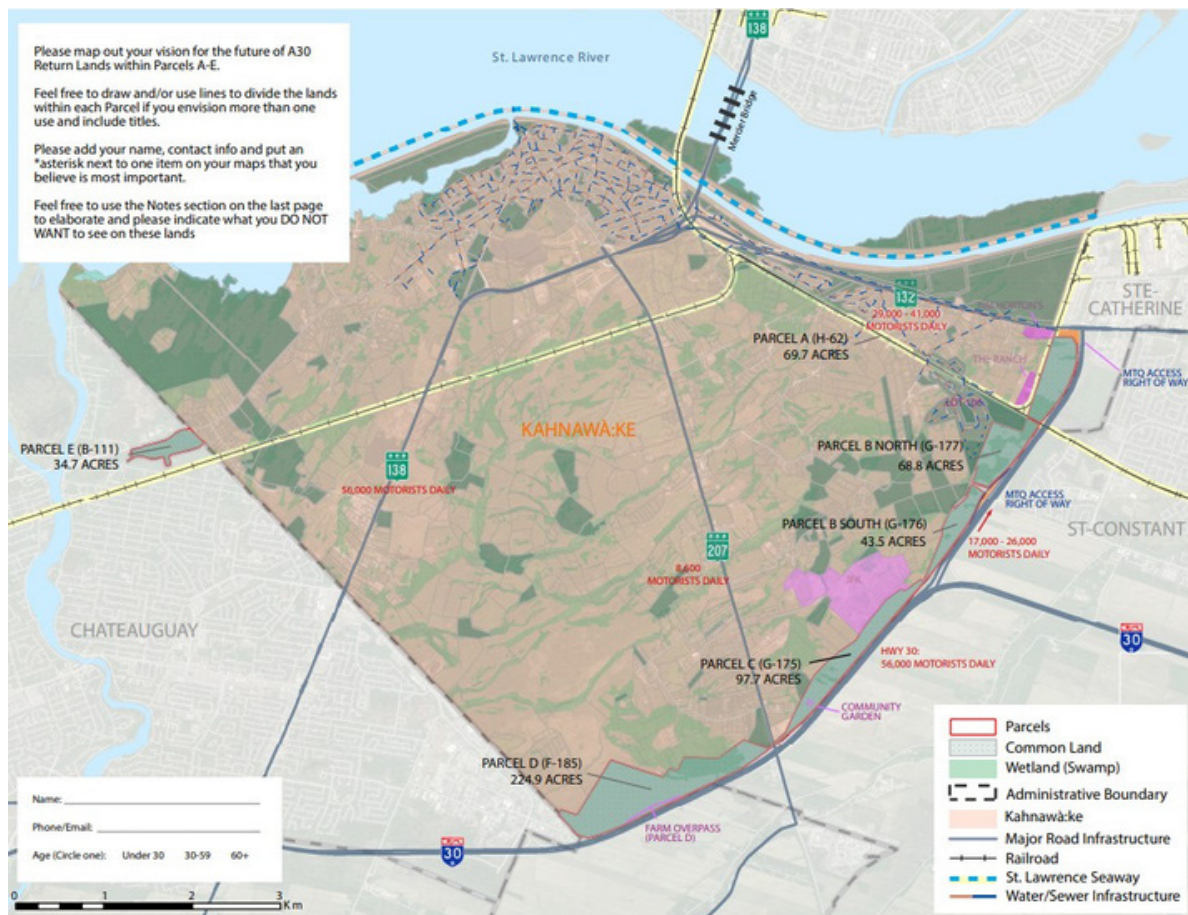 Please map out your vision for the future of A30
Return Lands within Parcels A-E.
Feel free to draw and/or use lines to divide the lands
within each Parcel if you envision more than one
use and include titles.
Please add your name, contact info and put an
*asterisk next to one item on your maps that you
believe is most important.
Feel free to use the Notes section on the last page
to elaborate and please indicate what you DO NOT
WANT to see on these lands
138
St. Lawrence River
Mercier Bridge
132
29,000 - 41,000
MOTORISTS DAILY
TIM HORTON'S
STE-
CATHERINE
PARCEL A (H-62)
69.7 ACRES
THE RANCH
MTQ ACCESS
RIGHT OF WAY
LOT 106
KAHNAWÀ:KE
PARCEL E (B-111)
34.7 ACRES
138
56,000 MOTORISTS DAILY
PARCEL B NORTH (G-177)
68.8 ACRES
MTQ ACCESS
RIGHT OF WAY
PARCEL B SOUTH (G-176)
43.5 ACRES
ST-CONSTANT
17,000 - 26,000
MOTORISTS DAILY
207
8,600
MOTORISTS DAILY
CHATEAUGUAY
30
HWY 30:
56,000 MOTORISTS DAILY
PARCEL C (G-175)
97.7 ACRES
COMMUNITY
GARDEN
PARCEL D (F-185)
224.9 ACRES
FARM OVERPASS
(PARCEL D)
30
Name:
Phone/Email:
Age (Circle one): Under 30 30-59 60+
0 1 2 3
Km
Parcels
Common Land
Wetland (Swamp)
Administrative Boundary
Kahnawà:ke
Major Road Infrastructure
Railroad
St. Lawrence Seaway
Water/Sewer Infrastructure